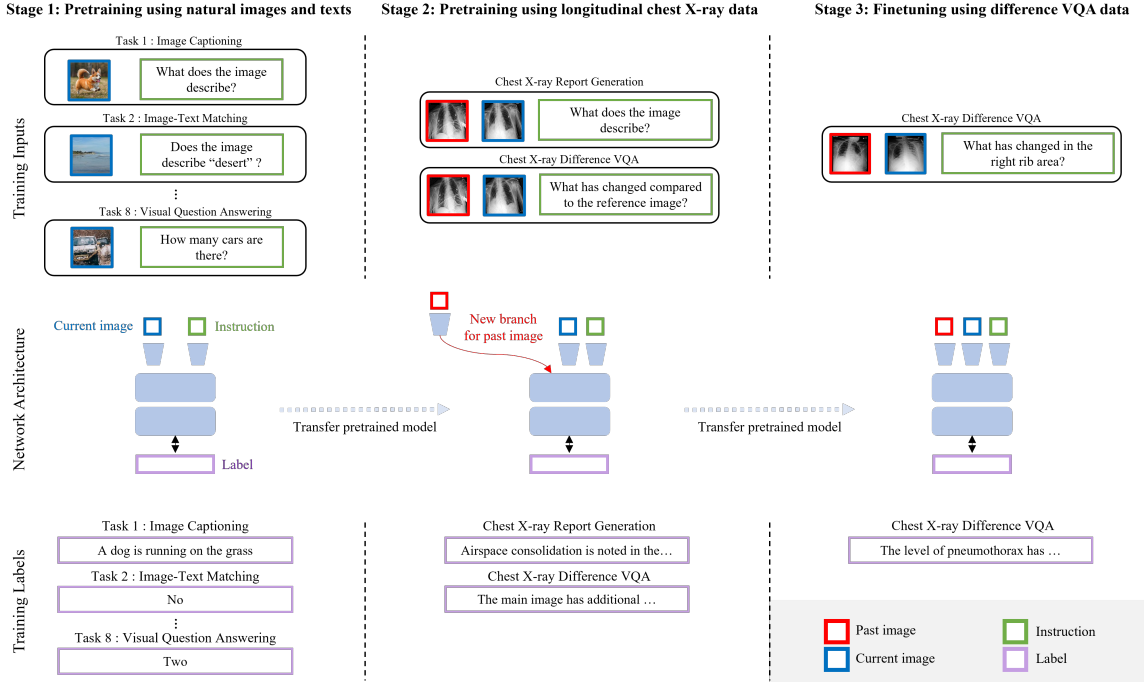 Stage 1: Pretraining using natural images and texts
Stage 2: Pretraining using longitudinal chest X-ray data
Stage 3: Finetuning using difference VQA data
Training Inputs
Task 1 : Image Captioning
What does the image
describe?
Task 2 : Image-Text Matching
Does the image
describe “desert” ?
⋮
Task 8 : Visual Question Answering
How many cars are
there?
Chest X-ray Report Generation
What does the image
describe?
Chest X-ray Difference VQA
What has changed compared
to the reference image?
Chest X-ray Difference VQA
What has changed in the
right rib area?
Network Architecture
Current image
Instruction
Label
Transfer pretrained model
New branch
for past image
Transfer pretrained model
Training Labels
Task 1 : Image Captioning
A dog is running on the grass
Task 2 : Image-Text Matching
No
⋮
Task 8 : Visual Question Answering
Two
Chest X-ray Report Generation
Airspace consolidation is noted in the…
Chest X-ray Difference VQA
The main image has additional …
Chest X-ray Difference VQA
The level of pneumothorax has …
Past image
Instruction
Current image
Label